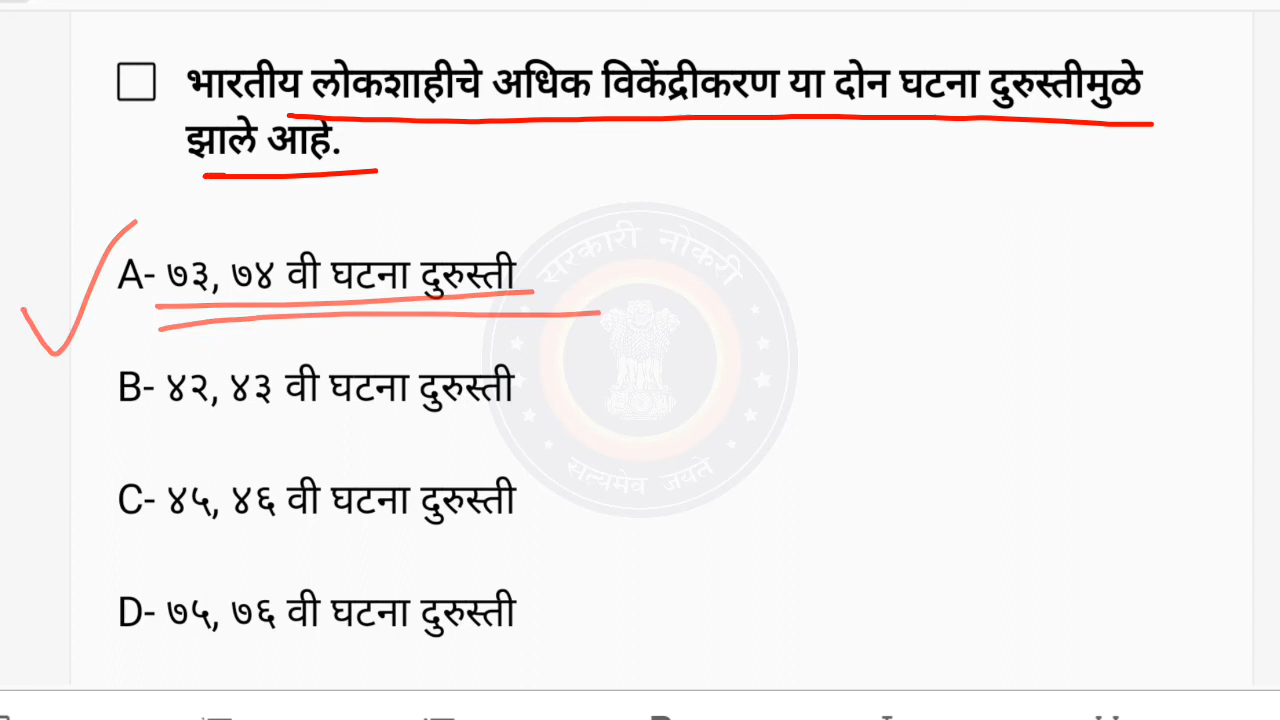 भारतीय लोकशाहीचे अधिक विकेंद्रीकरण या दोन घटना दुरुस्तीमुळे
झाले आहे.
A- ७३, ७४ वी घटना दुरुस्ती
B- ४२, ४३ वी घटना दुरुस्ती
C- ४५, ४६ वी घटना दुरुस्ती
D- ७५, ७६ वी घटना दुरुस्ती
सरकारी नोकरी
सत्यमेव जयते